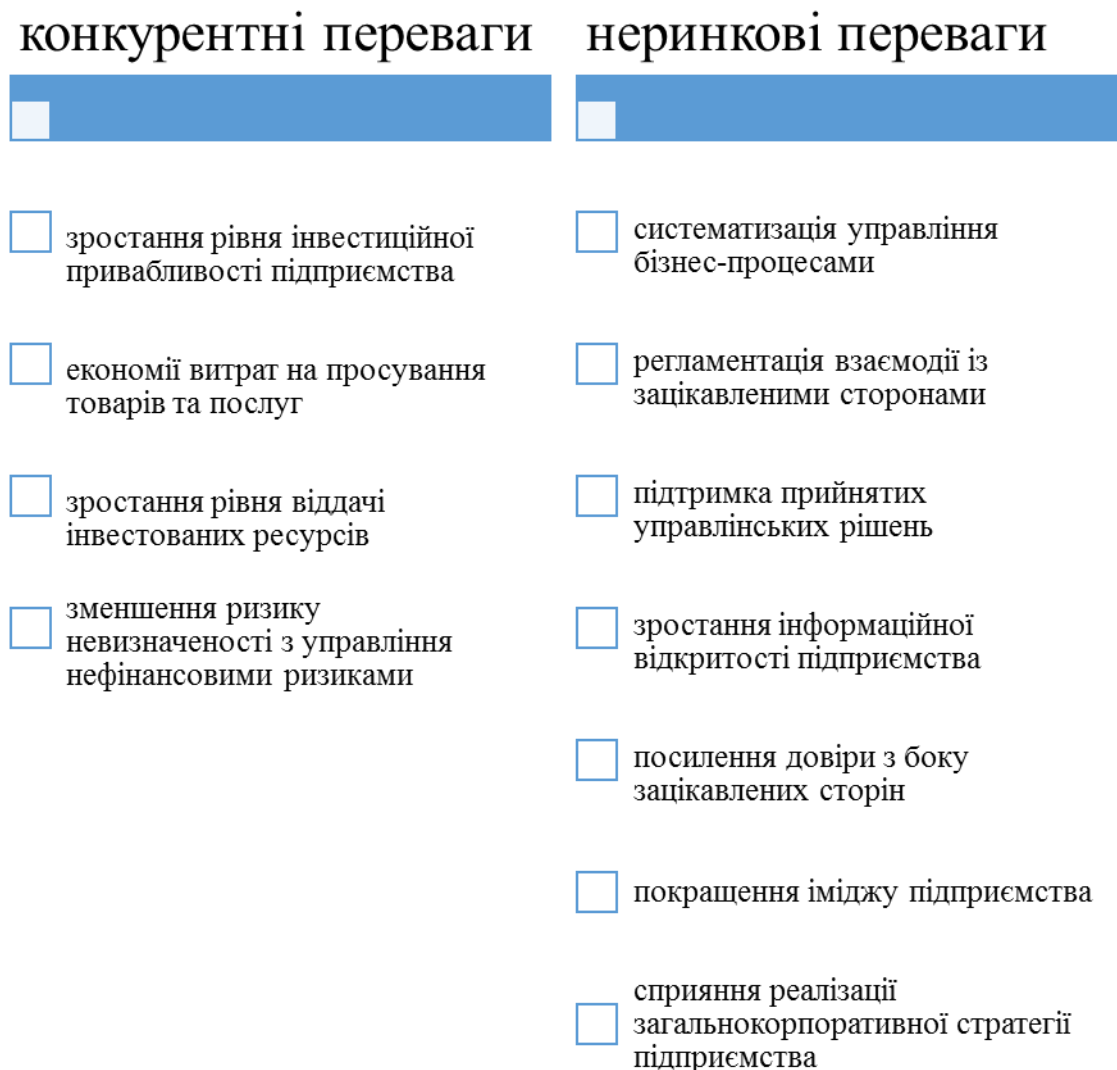 конкурентні переваги
зростання рівня інвестиційної
привабливості підприємства
економії витрат на просування
товарів та послуг
зростання рівня віддачі
інвестованих ресурсів
зменшення ризику
невизначеності з управління
нефінансовими ризиками
неринкові переваги
систематизація управління
бізнес-процесами
регламентація взаємодії із
зацікавленими сторонами
підтримка прийнятих
управлінських рішень
зростання інформаційної
відкритості підприємства
посилення довіри з боку
зацікавлених сторін
покращення іміджу підприємства
сприяння реалізації
загальнокорпоративної стратегії
підприємства